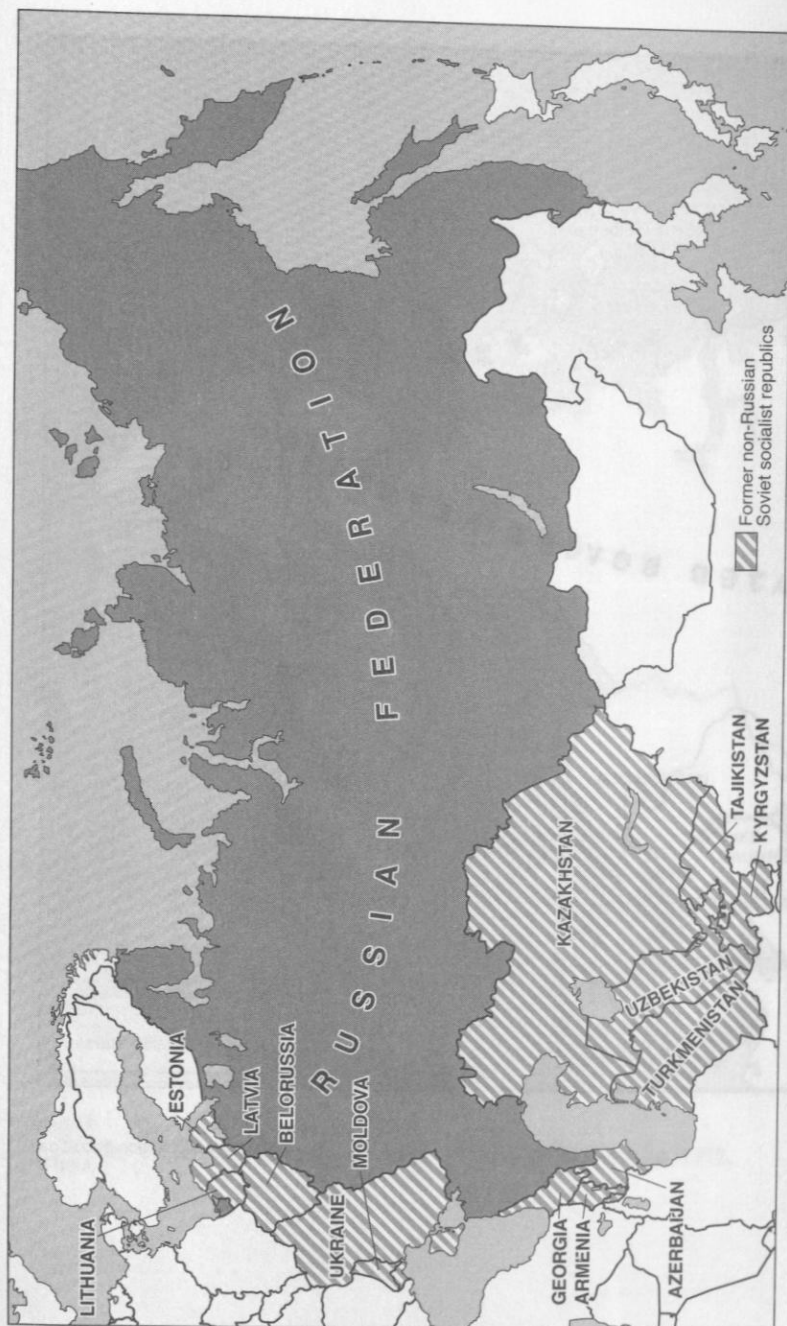 RUSSIAN FEDERATION
ESTONIA
LATVIA
LITHUANIA
BELORUSSIA
UKRAINE
MOLDOVA
GEORGIA
ARMENIA
AZERBAIJAN
KAZAKHSTAN
UZBEKISTAN
TURKMENISTAN
TAJIKISTAN
KYRGYZSTAN
Former non-Russian
Soviet socialist republics